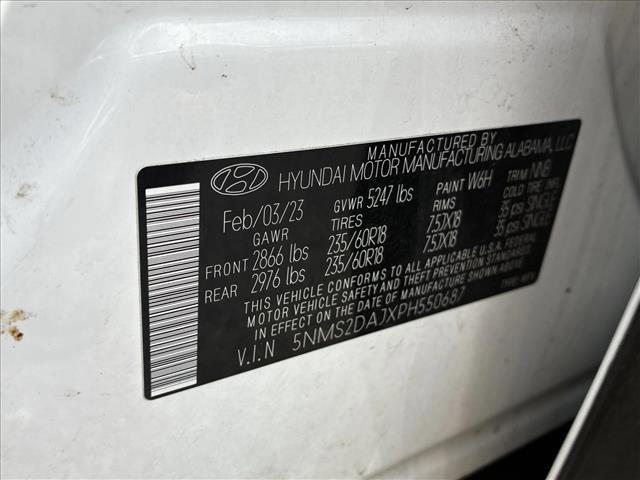 MANUFACTURED BY
HYUNDAI MOTOR MANUFACTURING ALABAMA, LLC
Feb/03/23 GVWR 5247 lbs PAINT W6H TRIM NNB
GAWR TIRES RIMS COLD TIRE INFL
FRONT 2866 lbs 235/60R18 7.5JX18 35 (PSI) SINGLE
REAR 2976 lbs 235/60R18 7.5JX18 35 (PSI) SINGLE
THIS VEHICLE CONFORMS TO ALL APPLICABLE U.S.A. FEDERAL
MOTOR VEHICLE SAFETY AND THEFT PREVENTION STANDARDS
IN EFFECT ON THE DATE OF MANUFACTURE SHOWN ABOVE.
V.I.N 5NMS2DAJXPH550687 TYPE: MPV